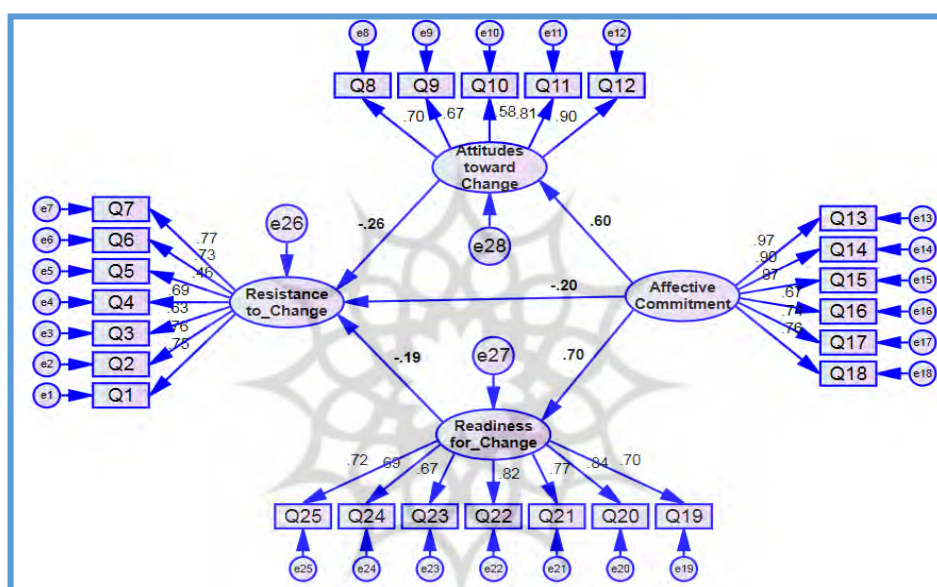 e8 e9 e10 e11 e12
Q8 Q9 Q10 Q11 Q12
.70 .67 .58 .81 .90
Attitudes
toward
Change
e28
e7 Q7
e6 Q6
e5 Q5
e4 Q4
e3 Q3
e2 Q2
e1 Q1
.77
.73
.46
.69
.63
.76
.75
e26
Resistance
to_Change
-.26
.60
-.20
-.19
.70
Affective
Commitment
.97
.90
.87
.67
.74
.76
Q13 e13
Q14 e14
Q15 e15
Q16 e16
Q17 e17
Q18 e18
e27
Readiness
for_Change
.72 .69 .67 .82 .77 .84 .70
Q25 Q24 Q23 Q22 Q21 Q20 Q19
e25 e24 e23 e22 e21 e20 e19